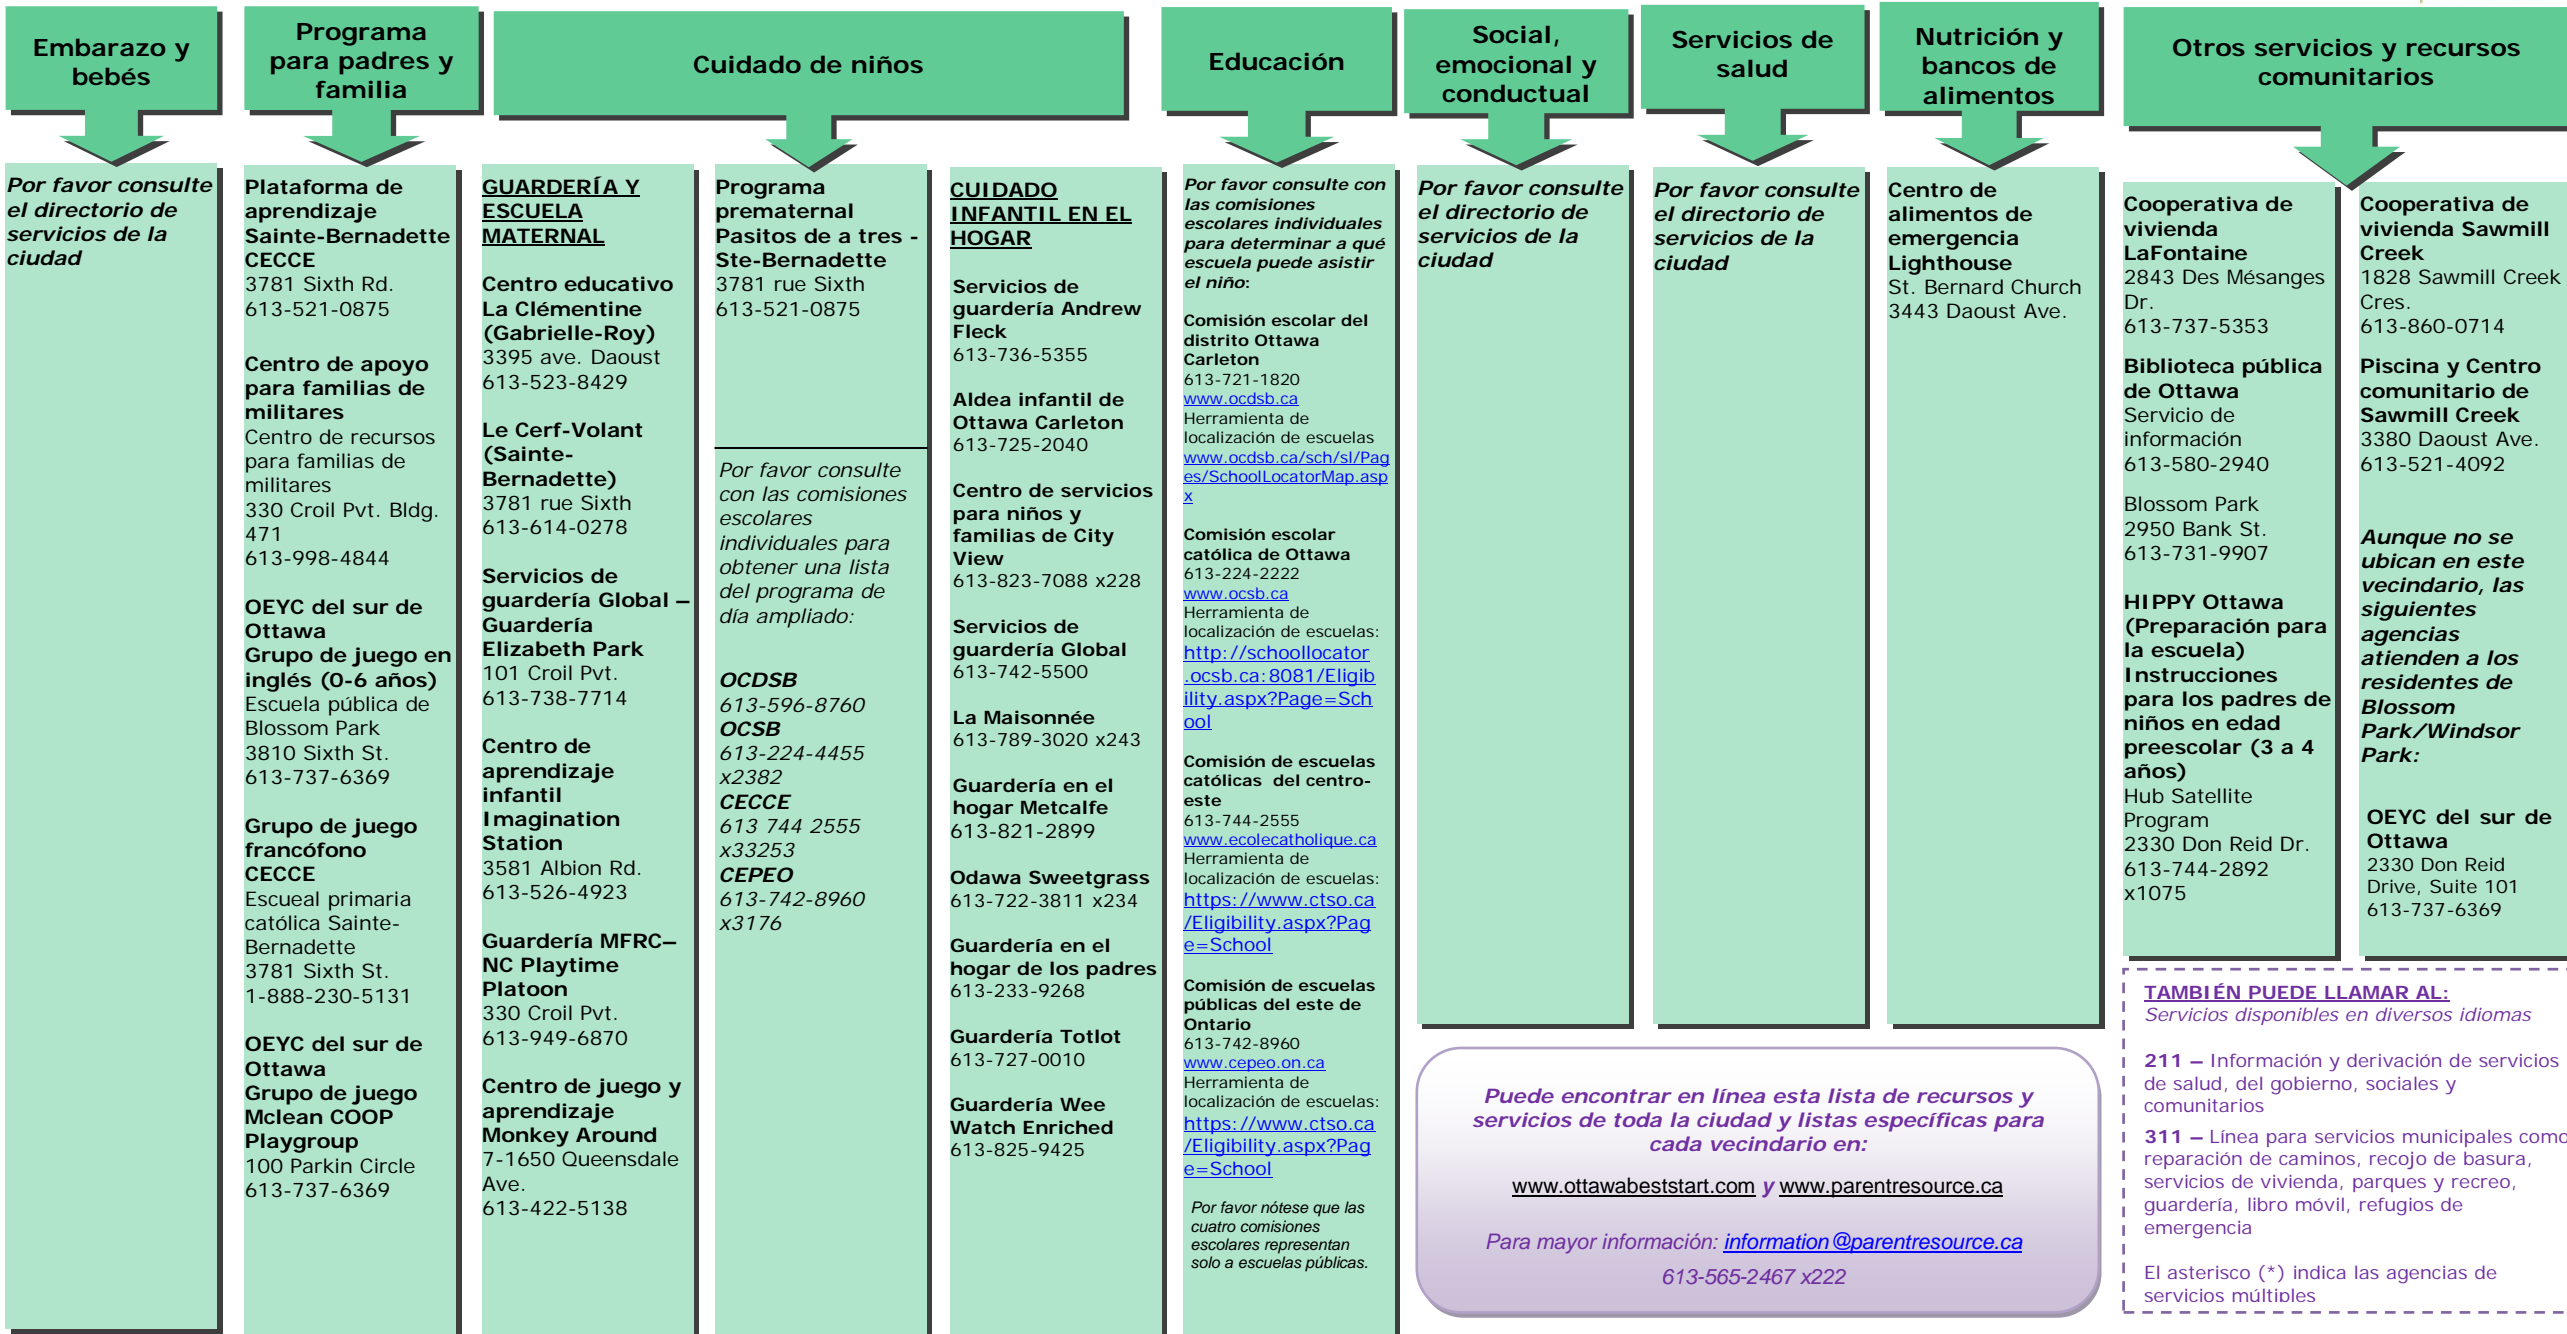 Embarazo y
bebés
Programa
para padres y
familia
Cuidado de niños
Educación
Social,
emocional y
conductual
Servicios de
salud
Nutrición y
bancos de
alimentos
Otros servicios y recursos
comunitarios
Por favor consulte
el directorio de
servicios de la
ciudad
Plataforma de
aprendizaje
Sainte-Bernadette
CECCE
3781 Sixth Rd.
613-521-0875
Centro de apoyo
para familias de
militares
Centro de recursos
para familias de
militares
330 Croil Pvt. Bldg.
471
613-998-4844
OEYC del sur de
Ottawa
Grupo de juego en
inglés (0-6 años)
Escuela pública de
Blossom Park
3810 Sixth St.
613-737-6369
Grupo de juego
francófono
CECCE
Escueal primaria
católica Sainte-
Bernadette
3781 Sixth St.
1-888-230-5131
OEYC del sur de
Ottawa
Grupo de juego
Mclean COOP
Playgroup
100 Parkin Circle
613-737-6369
GUARDERÍA Y
ESCUELA
MATERNAL
Centro educativo
La Clémentine
(Gabrielle-Roy)
3395 ave. Daoust
613-523-8429
Le Cerf-Volant
(Sainte-
Bernadette)
3781 rue Sixth
613-614-0278
Servicios de
guardería Global –
Guardería
Elizabeth Park
101 Croil Pvt.
613-738-7714
Centro de
aprendizaje
infantil
Imagination
Station
3581 Albion Rd.
613-526-4923
Guardería MFRC–
NC Playtime
Platoon
330 Croil Pvt.
613-949-6870
Centro de juego y
aprendizaje
Monkey Around
7-1650 Queensdale
Ave.
613-422-5138
Programa
prematernal
Pasitos de a tres -
Ste-Bernadette
3781 rue Sixth
613-521-0875
Por favor consulte
con las comisiones
escolares
individuales para
obtener una lista
del programa de
día ampliado:
OCDSB
613-596-8760
OCSB
613-224-4455
x2382
CECCE
613 744 2555
x33253
CEPEO
613-742-8960
x3176
CUIDADO
INFANTIL EN EL
HOGAR
Servicios de
guardería Andrew
Fleck
613-736-5355
Aldea infantil de
Ottawa Carleton
613-725-2040
Centro de servicios
para niños y
familias de City
View
613-823-7088 x228
Servicios de
guardería Global
613-742-5500
La Maisonnée
613-789-3020 x243
Guardería en el
hogar Metcalfe
613-821-2899
Odawa Sweetgrass
613-722-3811 x234
Guardería en el
hogar de los padres
613-233-9268
Guardería Totlot
613-727-0010
Guardería Wee
Watch Enriched
613-825-9425
Por favor consulte con
las comisiones
escolares individuales
para determinar a qué
escuela puede asistir
el niño:
Comisión escolar del
distrito Ottawa
Carleton
613-721-1820
www.ocdsb.ca
Herramienta de
localización de escuelas
www.ocdsb.ca/sch/sl/Pag
es/SchoolLocatorMap.asp
x
Comisión escolar
católica de Ottawa
613-224-2222
www.ocsb.ca
Herramienta de
localización de escuelas:
http://schoollocator
.ocsb.ca:8081/Eligib
ility.aspx?Page=Sch
ool
Comisión de escuelas
católicas del centro-
este
613-744-2555
www.ecolecatholique.ca
Herramienta de
localización de escuelas:
https://www.ctso.ca
/Eligibility.aspx?Pag
e=School
Comisión de escuelas
públicas del este de
Ontario
613-742-8960
www.cepeo.on.ca
Herramienta de
localización de escuelas:
https://www.ctso.ca
/Eligibility.aspx?Pag
e=School
Por favor nótese que las
cuatro comisiones
escolares representan
solo a escuelas públicas.
Por favor consulte
el directorio de
servicios de la
ciudad
Por favor consulte
el directorio de
servicios de la
ciudad
Centro de
alimentos de
emergencia
Lighthouse
St. Bernard Church
3443 Daoust Ave.
Cooperativa de
vivienda
LaFontaine
2843 Des Mésanges
Dr.
613-737-5353
Biblioteca pública
de Ottawa
Servicio de
información
613-580-2940
Blossom Park
2950 Bank St.
613-731-9907
HIPPY Ottawa
(Preparación para
la escuela)
Instrucciones
para los padres de
niños en edad
preescolar (3 a 4
años)
Hub Satellite
Program
2330 Don Reid Dr.
613-744-2892
x1075
Cooperativa de
vivienda Sawmill
Creek
1828 Sawmill Creek
Cres.
613-860-0714
Piscina y Centro
comunitario de
Sawmill Creek
3380 Daoust Ave.
613-521-4092
Aunque no se
ubican en este
vecindario, las
siguientes
agencias
atienden a los
residentes de
Blossom
Park/Windsor
Park:
OEYC del sur de
Ottawa
2330 Don Reid
Drive, Suite 101
613-737-6369
Puede encontrar en línea esta lista de recursos y
servicios de toda la ciudad y listas específicas para
cada vecindario en:
www.ottawabeststart.com y www.parentresource.ca
Para mayor información: information@parentresource.ca
613-565-2467 x222
TAMBIÉN PUEDE LLAMAR AL:
Servicios disponibles en diversos idiomas
211 – Información y derivación de servicios
de salud, del gobierno, sociales y
comunitarios
311 – Línea para servicios municipales como
reparación de caminos, recojo de basura,
servicios de vivienda, parques y recreo,
guardería, libro móvil, refugios de
emergencia
El asterisco (*) indica las agencias de
servicios múltiples